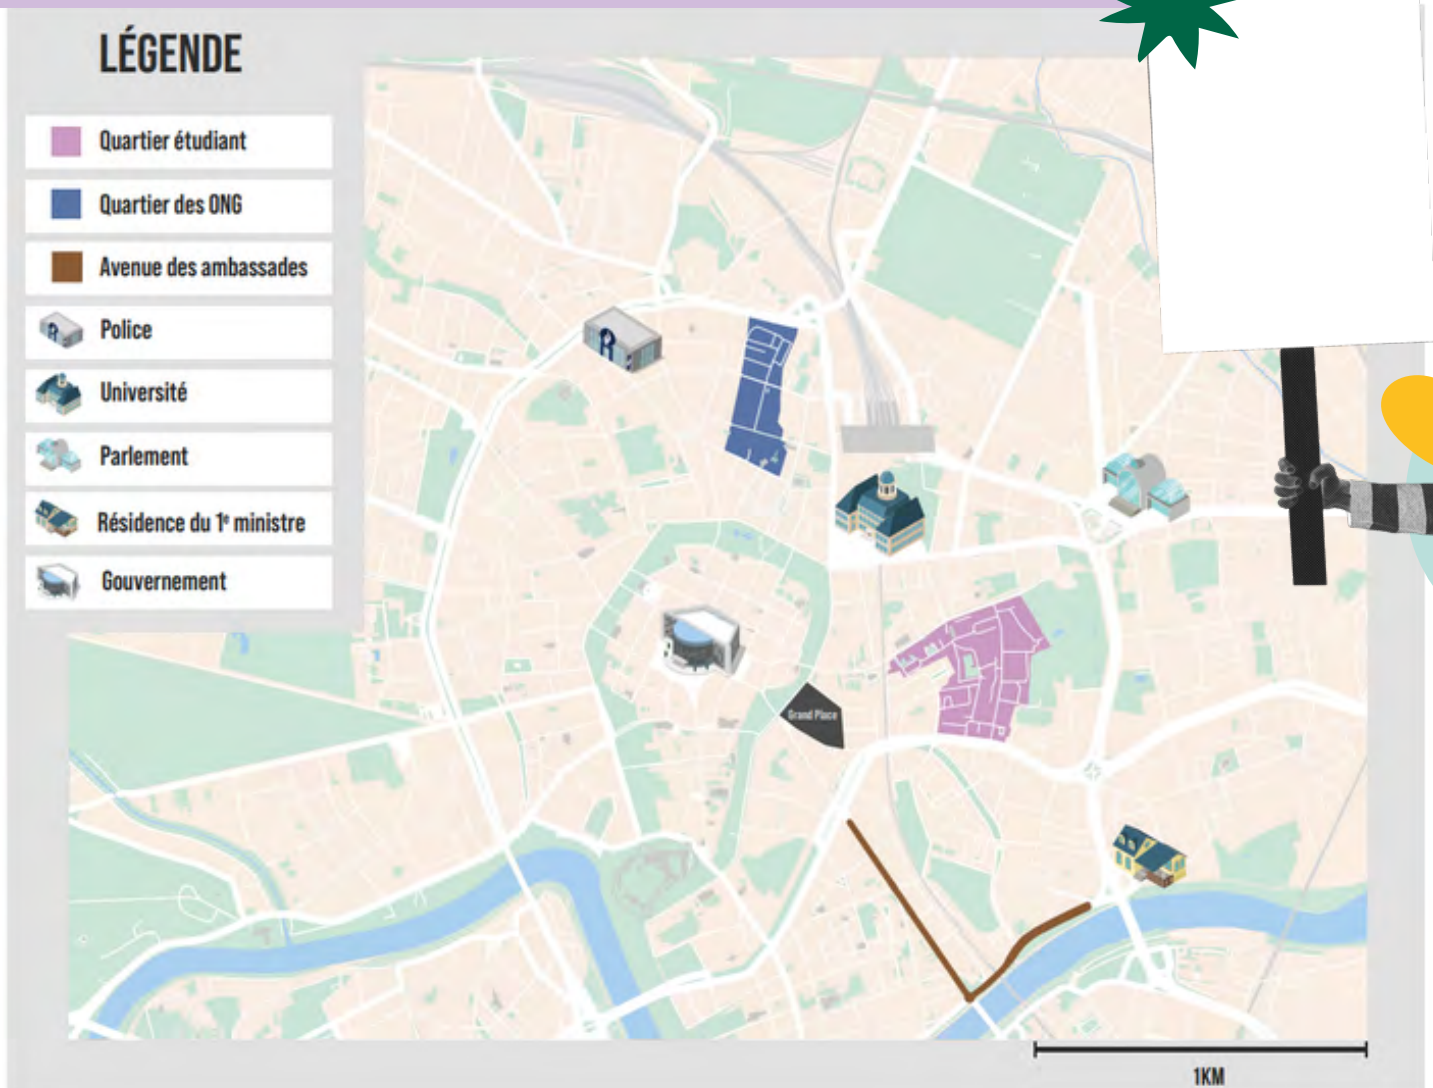 LÉGENDE
Quartier étudiant
Quartier des ONG
Avenue des ambassades
Police
Université
Parlement
Résidence du 1e ministre
Gouvernement
Grand Place
1KM